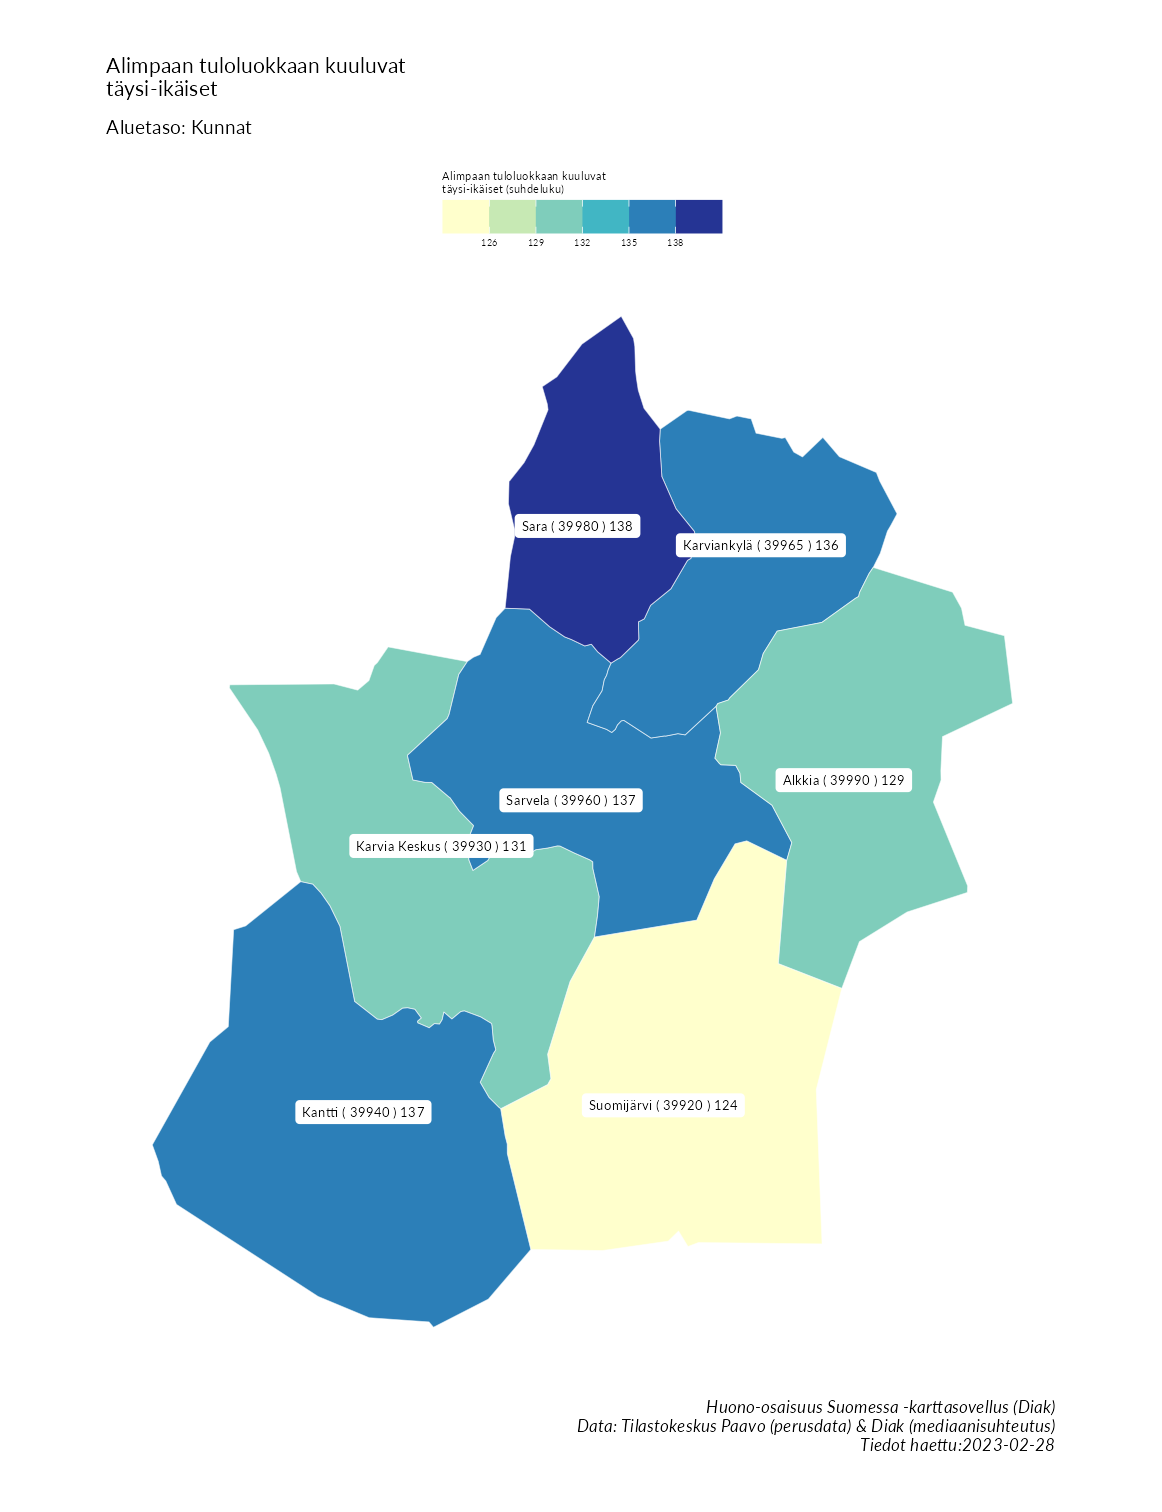 Alimpaan tuloluokkaan kuuluvat
täysi-ikäiset
Aluetaso: Kunnat
Alimpaan tuloluokkaan kuuluvat
täysi-ikäiset (suhdeluku)
126 129 132 135 138
Sara ( 39980 ) 138
Karviankylä ( 39965 ) 136
Alkkia ( 39990 ) 129
Sarvela ( 39960 ) 137
Karvia Keskus ( 39930 ) 131
Suomijärvi ( 39920 ) 124
Kantti ( 39940 ) 137
Huono-osaisuus Suomessa -karttasovellus (Diak)
Data: Tilastokeskus Paavo (perusdata) & Diak (mediaanisuhteutus)
Tiedot haettu:2023-02-28